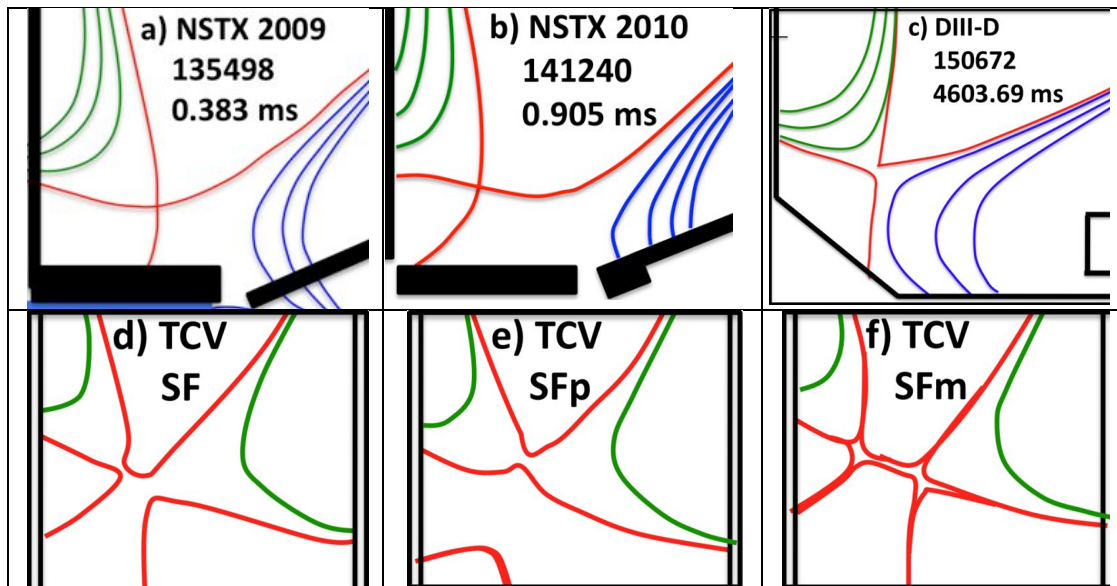 a) NSTX 2009
135498
0.383 ms
b) NSTX 2010
141240
0.905 ms
c) DIII-D
150672
4603.69 ms
d) TCV
SF
e) TCV
SFp
f) TCV
SFm